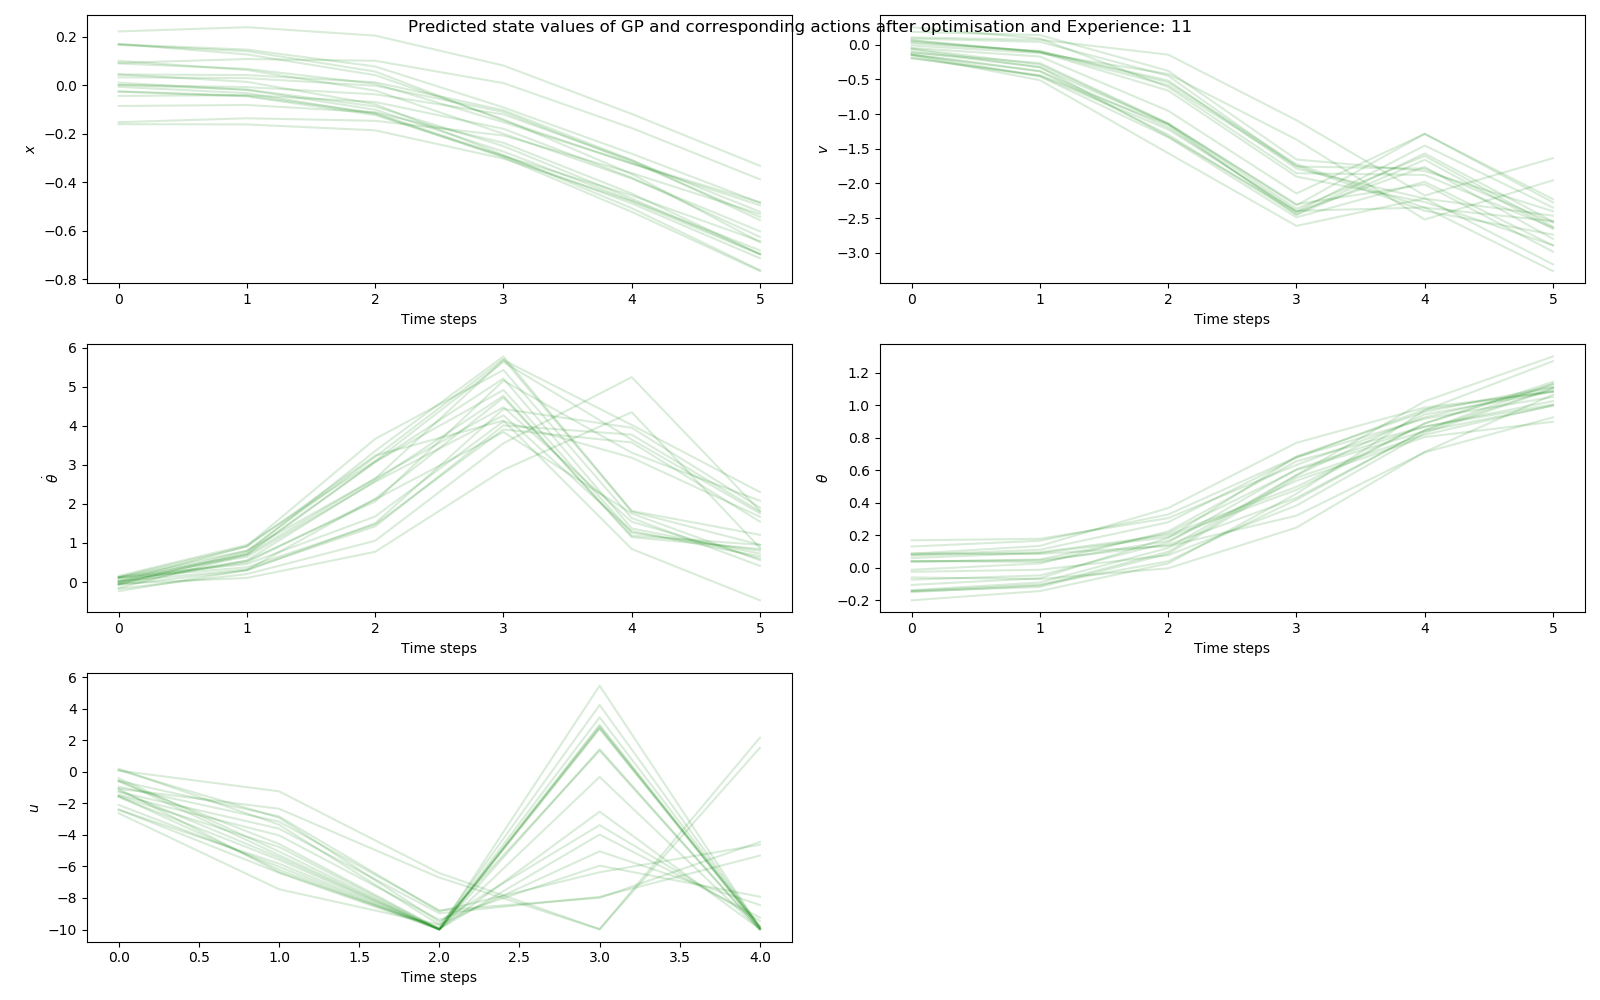 Predicted state values of GP and corresponding actions after optimisation and Experience: 11
0.2
0.0
−0.2
−0.4
−0.6
−0.8
x
0 1 2 3 4 5
Time steps
0.0
−0.5
−1.0
−1.5
−2.0
−2.5
−3.0
v
0 1 2 3 4 5
Time steps
6
5
4
3
2
1
0
θ̇
0 1 2 3 4 5
Time steps
1.2
1.0
0.8
0.6
0.4
0.2
0.0
−0.2
θ
0 1 2 3 4 5
Time steps
6
4
2
0
−2
−4
−6
−8
−10
u
0.0 0.5 1.0 1.5 2.0 2.5 3.0 3.5 4.0
Time steps